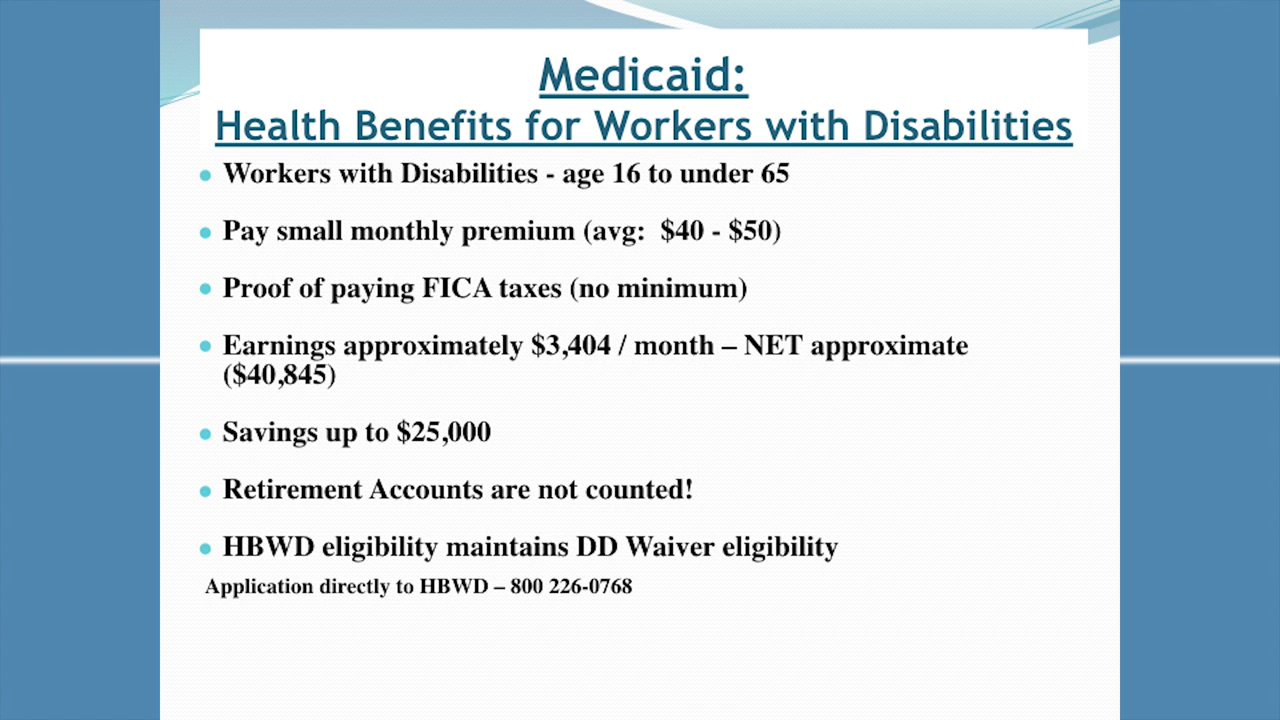 Medicaid:
Health Benefits for Workers with Disabilities
Workers with Disabilities - age 16 to under 65
Pay small monthly premium (avg:  $40 - $50)
Proof of paying FICA taxes (no minimum)
Earnings approximately $3,404 / month – NET approximate
($40,845)
Savings up to $25,000
Retirement Accounts are not counted!
HBWD eligibility maintains DD Waiver eligibility
Application directly to HBWD – 800 226-0768